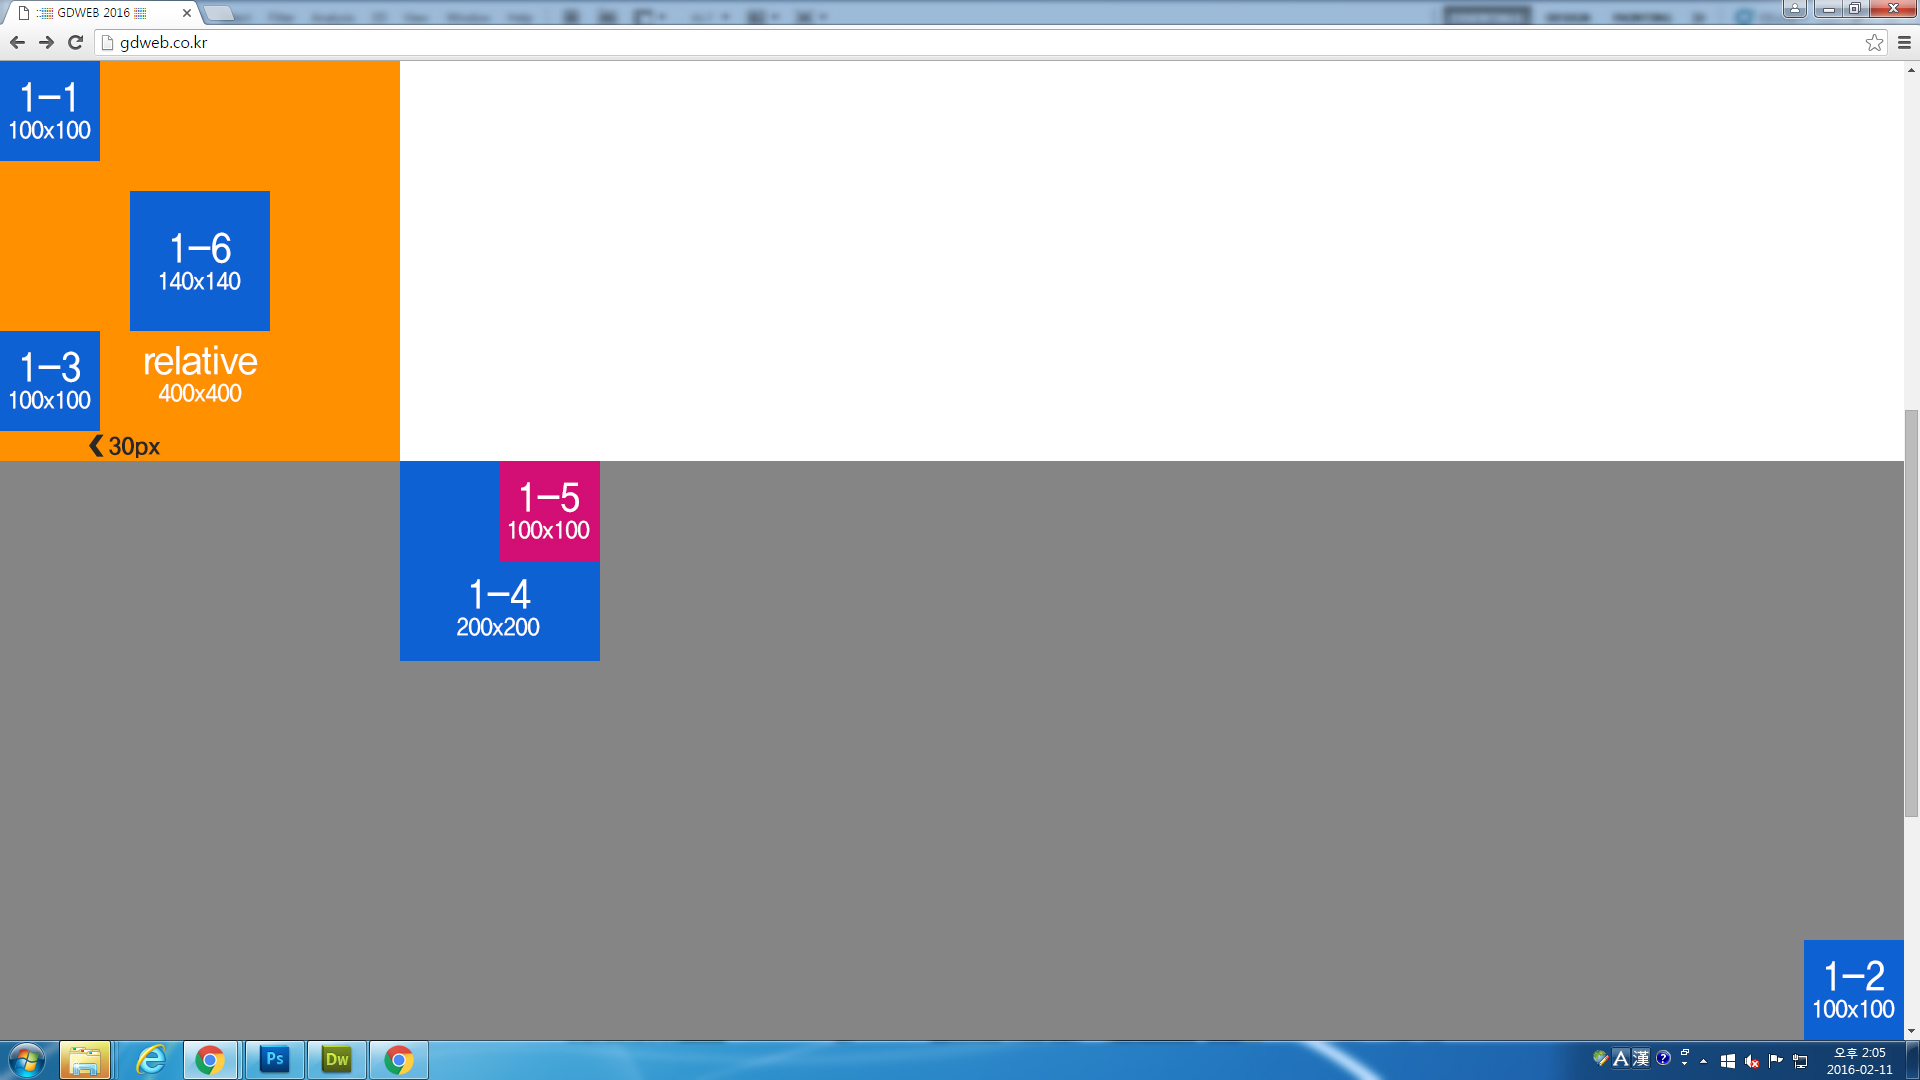 GDWEB 2016
gdweb.co.kr
1-1
100x100
1-6
140x140
1-3
100x100
relative
400x400
30px
1-5
100x100
1-4
200x200
1-2
100x100
Ps
Dw
A漢
오후 2:05
2016-02-11